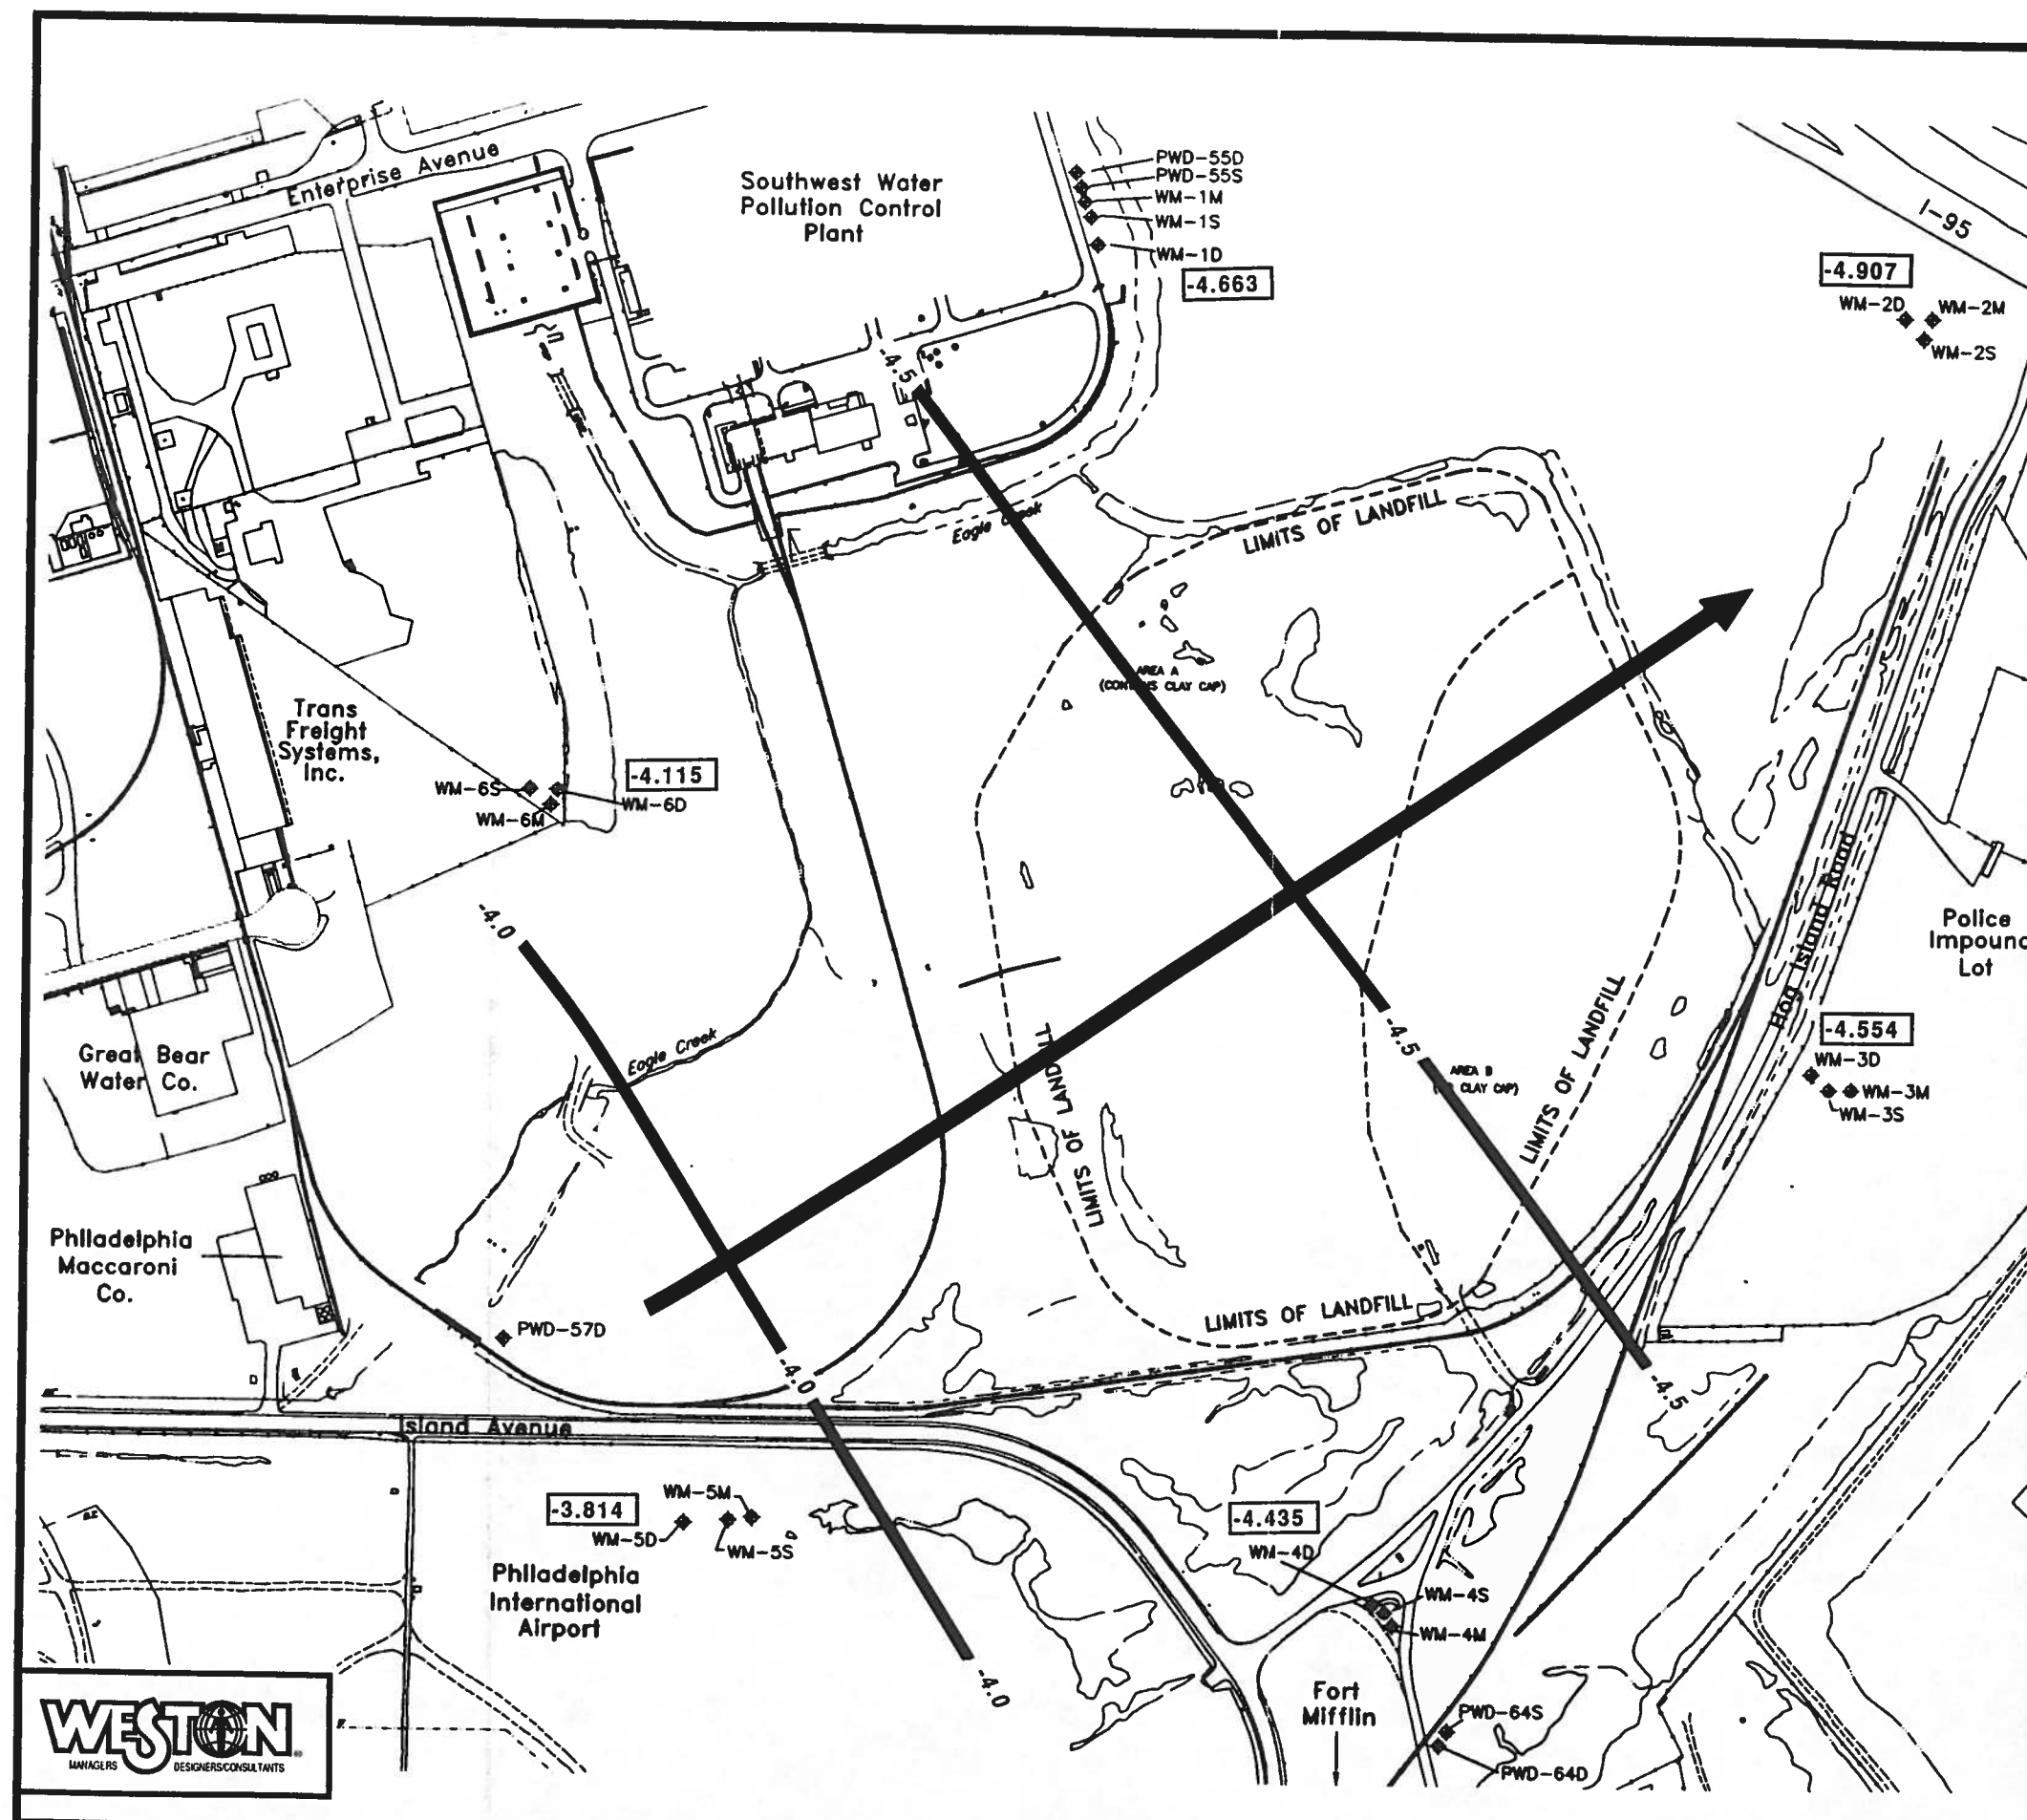 Enterprise Avenue
Southwest Water
Pollution Control
Plant
PWD-55D
PWD-55S
WM-1M
WM-1S
WM-1D
-4.663
I-95
-4.907
WM-2D
WM-2M
WM-2S
-4.5
Eagle Creek
LIMITS OF LANDFILL
AREA A
CLAY CAP)
Trans
Freight
Systems,
Inc.
WM-6S
WM-6M
-4.115
WM-6D
-4.0
Hog Island Road
Police
Impound
Lot
Great Bear
Water Co.
Eagle Creek
LIMITS OF LANDFILL
-4.5
AREA B
CLAY CAP)
LIMITS OF LANDFILL
-4.554
WM-3D
WM-3M
WM-3S
Philadelphia
Maccaroni
Co.
PWD-57D
LIMITS OF LANDFILL
-4.0
-4.5
Island Avenue
-3.814
WM-5M
WM-5D
WM-5S
Philadelphia
International
Airport
-4.435
WM-4D
WM-4S
WM-4M
-4.0
Fort
Mifflin
PWD-64S
PWD-64D
WESTON
MANAGERS DESIGNERS/CONSULTANTS